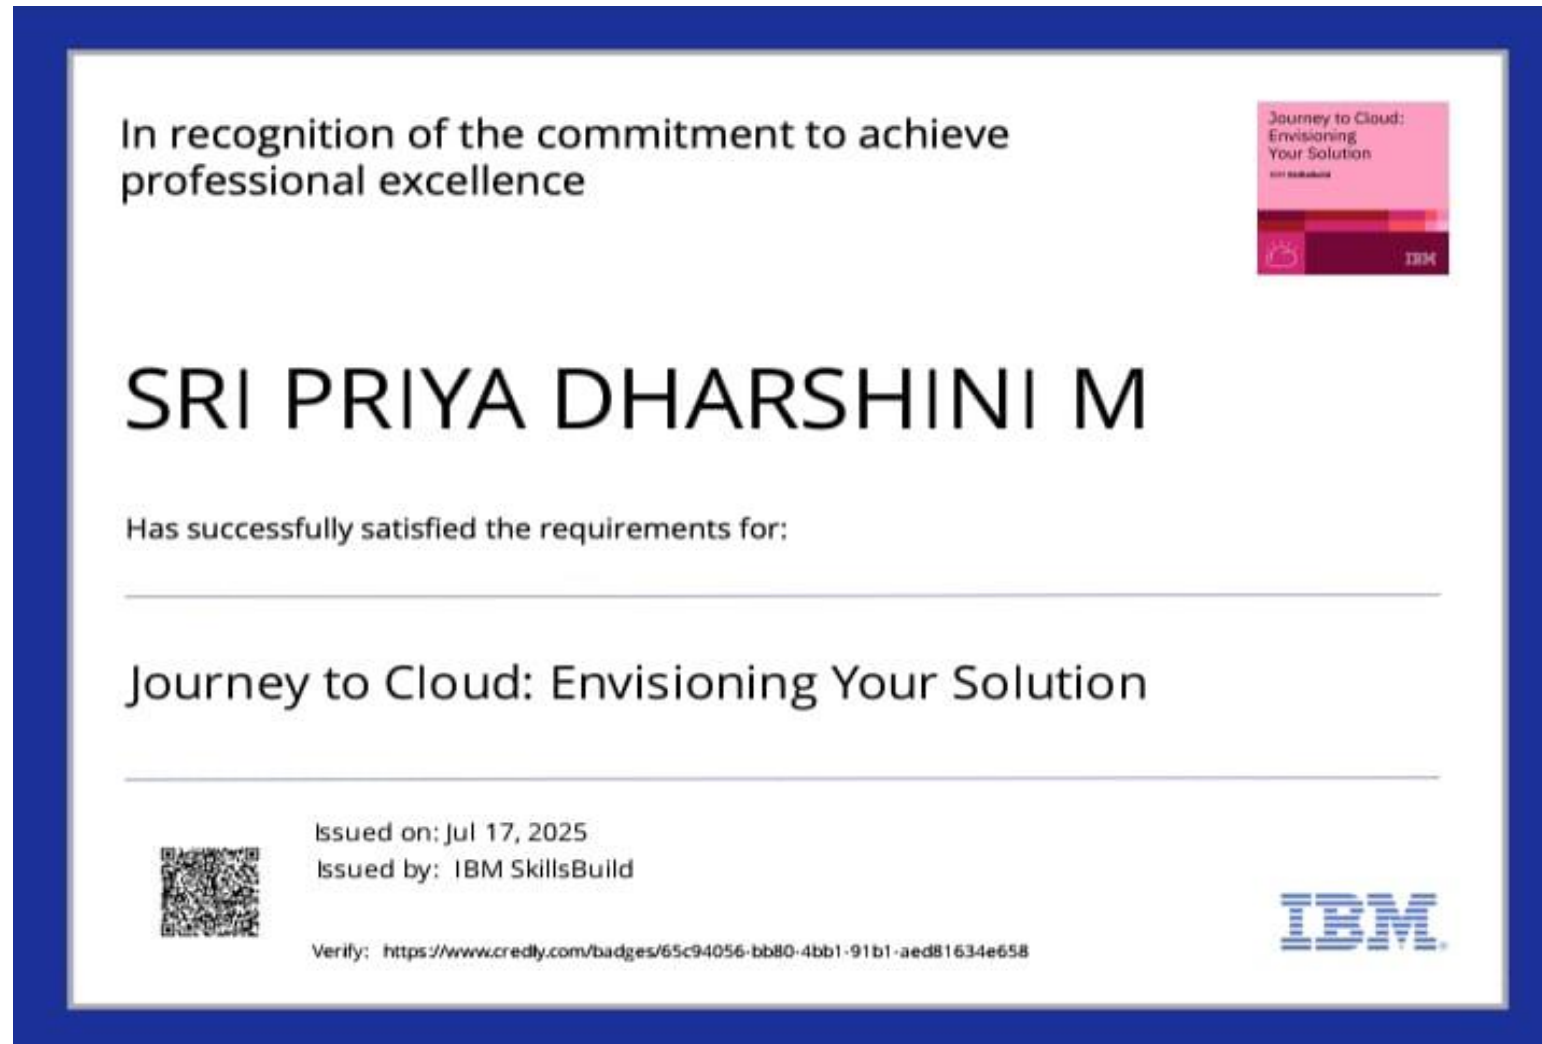 In recognition of the commitment to achieve
professional excellence
Journey to Cloud:
Envisioning
Your Solution
IBM SkillsBuild
IBM
SRI PRIYA DHARSHINI M
Has successfully satisfied the requirements for:
Journey to Cloud: Envisioning Your Solution
Issued on: Jul 17, 2025
Issued by: IBM SkillsBuild
Verify: https://www.credly.com/badges/65c94056-bb80-4bb1-91b1-aed81634e658
IBM.